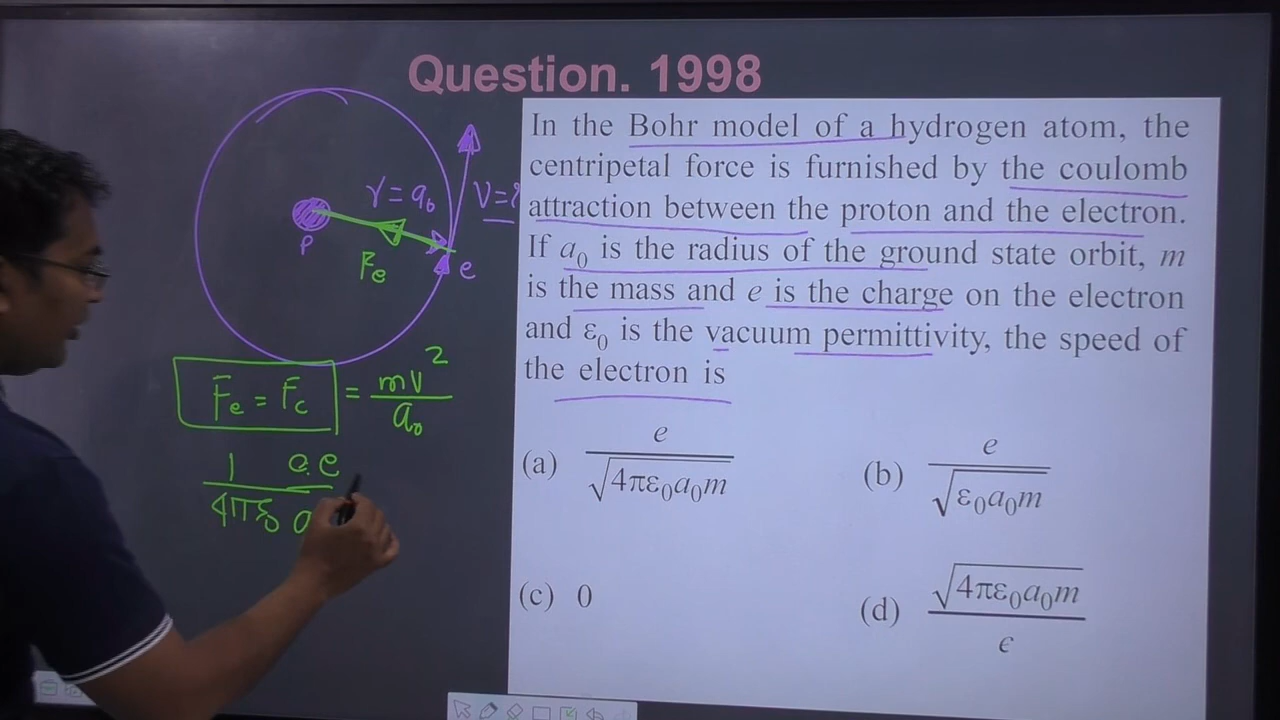 Question. 1998
In the Bohr model of a hydrogen atom, the
centripetal force is furnished by the coulomb
attraction between the proton and the electron.
If a₀ is the radius of the ground state orbit, m
is the mass and e is the charge on the electron
and ε₀ is the vacuum permittivity, the speed of
the electron is
(a) e/√(4πε₀a₀m)
(b) e/√(ε₀a₀m)
(c) 0
(d) √(4πε₀a₀m)/ϵ
r = a₀
V = ?
P
Fe
e
Fe = Fc = mv²/a₀
1/4πε₀ e.e/a